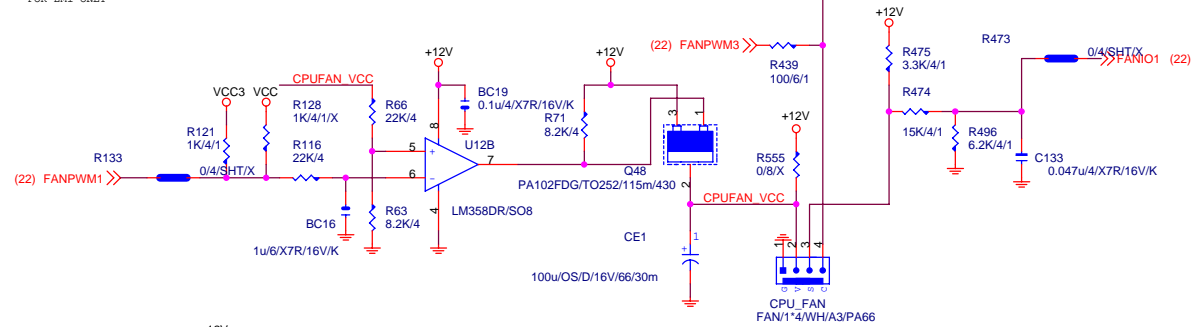 +12V
R473
(22) FANPWM3
R439
100/6/1
R475
3.3K/4/1
0/4/SHT/X
FANIO1 (22)
+12V
+12V
CPUFAN_VCC
VCC3
VCC
R128
1K/4/1/X
R66
22K/4
BC19
0.1u/4/X7R/16V/K
R71
8.2K/4
3
1
R474
15K/4/1
R121
1K/4/1
8
U12B
+12V
R496
6.2K/4/1
R133
R116
22K/4
5
+
7
R555
0/8/X
C133
0.047u/4/X7R/16V/K
0/4/SHT/X
(22) FANPWM1
6
-
Q48
PA102FDG/TO252/115m/430
2
4
LM358DR/SO8
CPUFAN_VCC
BC16
R63
8.2K/4
1u/6/X7R/16V/K
CE1
+
1
100u/OS/D/16V/66/30m
1
2
3
4
G
V
S
C
CPU_FAN
FAN/1*4/WH/A3/PA66